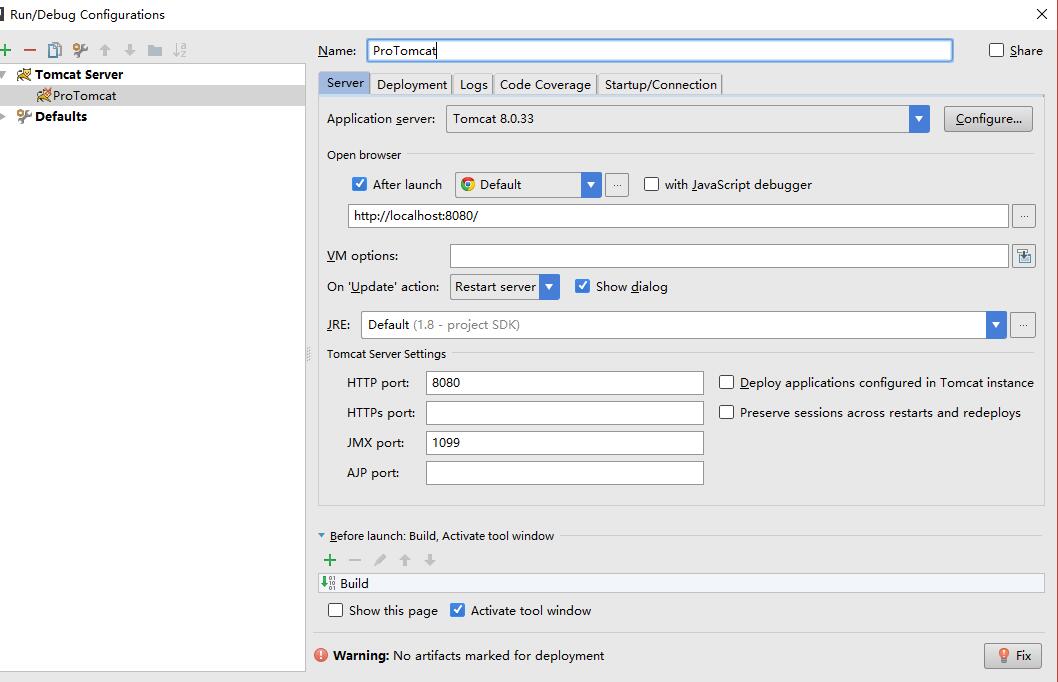 Run/Debug Configurations
Name: ProTomcat Share
Tomcat Server
ProTomcat
Defaults
Server Deployment Logs Code Coverage Startup/Connection
Application server: Tomcat 8.0.33 Configure...
Open browser
After launch Default ... with JavaScript debugger
http://localhost:8080/ ...
VM options:
On 'Update' action: Restart server Show dialog
JRE: Default (1.8 - project SDK) ...
Tomcat Server Settings
HTTP port: 8080 Deploy applications configured in Tomcat instance
HTTPs port: Preserve sessions across restarts and redeploys
JMX port: 1099
AJP port:
Before launch: Build, Activate tool window
Build
Show this page Activate tool window
Warning: No artifacts marked for deployment Fix